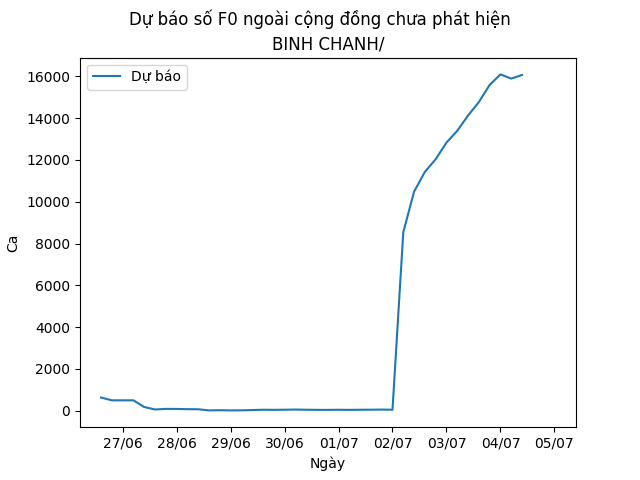 Dự báo số F0 ngoài cộng đồng chưa phát hiện
BINH CHANH/
Dự báo
16000
14000
12000
10000
8000
6000
4000
2000
0
Ca
27/06 28/06 29/06 30/06 01/07 02/07 03/07 04/07 05/07
Ngày